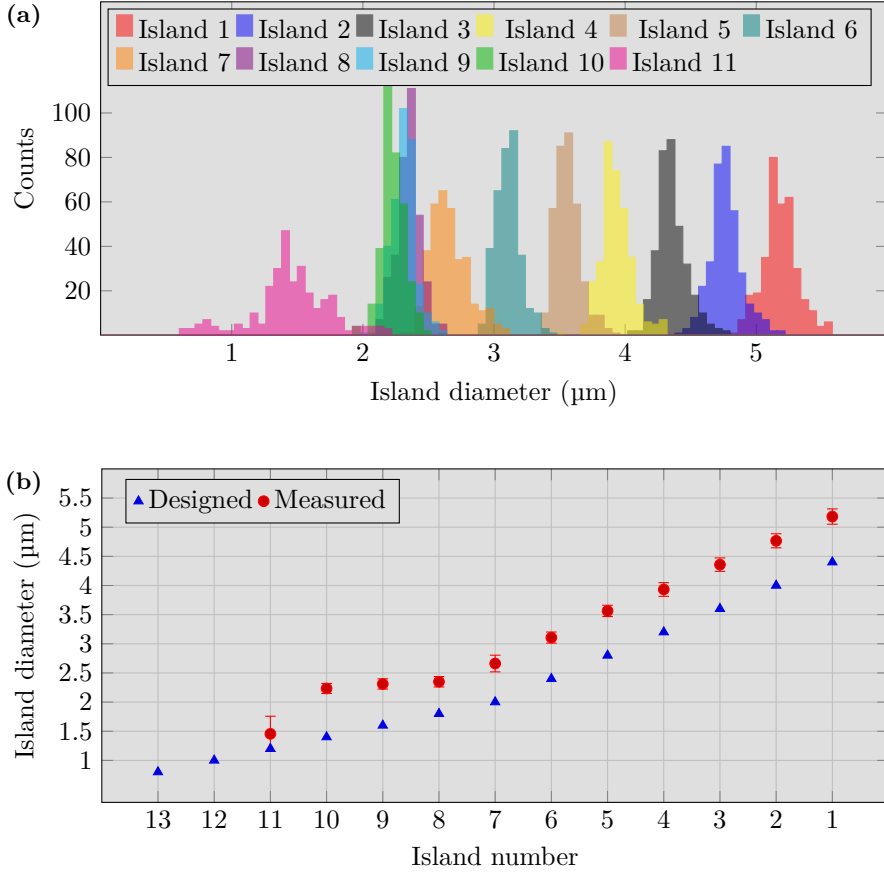 (a)
Island 1 Island 2 Island 3 Island 4 Island 5 Island 6
Island 7 Island 8 Island 9 Island 10 Island 11
100
80
60
40
20
Counts
1 2 3 4 5
Island diameter (µm)
(b)
Designed Measured
5.5
5
4.5
4
3.5
3
2.5
2
1.5
1
Island diameter (µm)
13 12 11 10 9 8 7 6 5 4 3 2 1
Island number